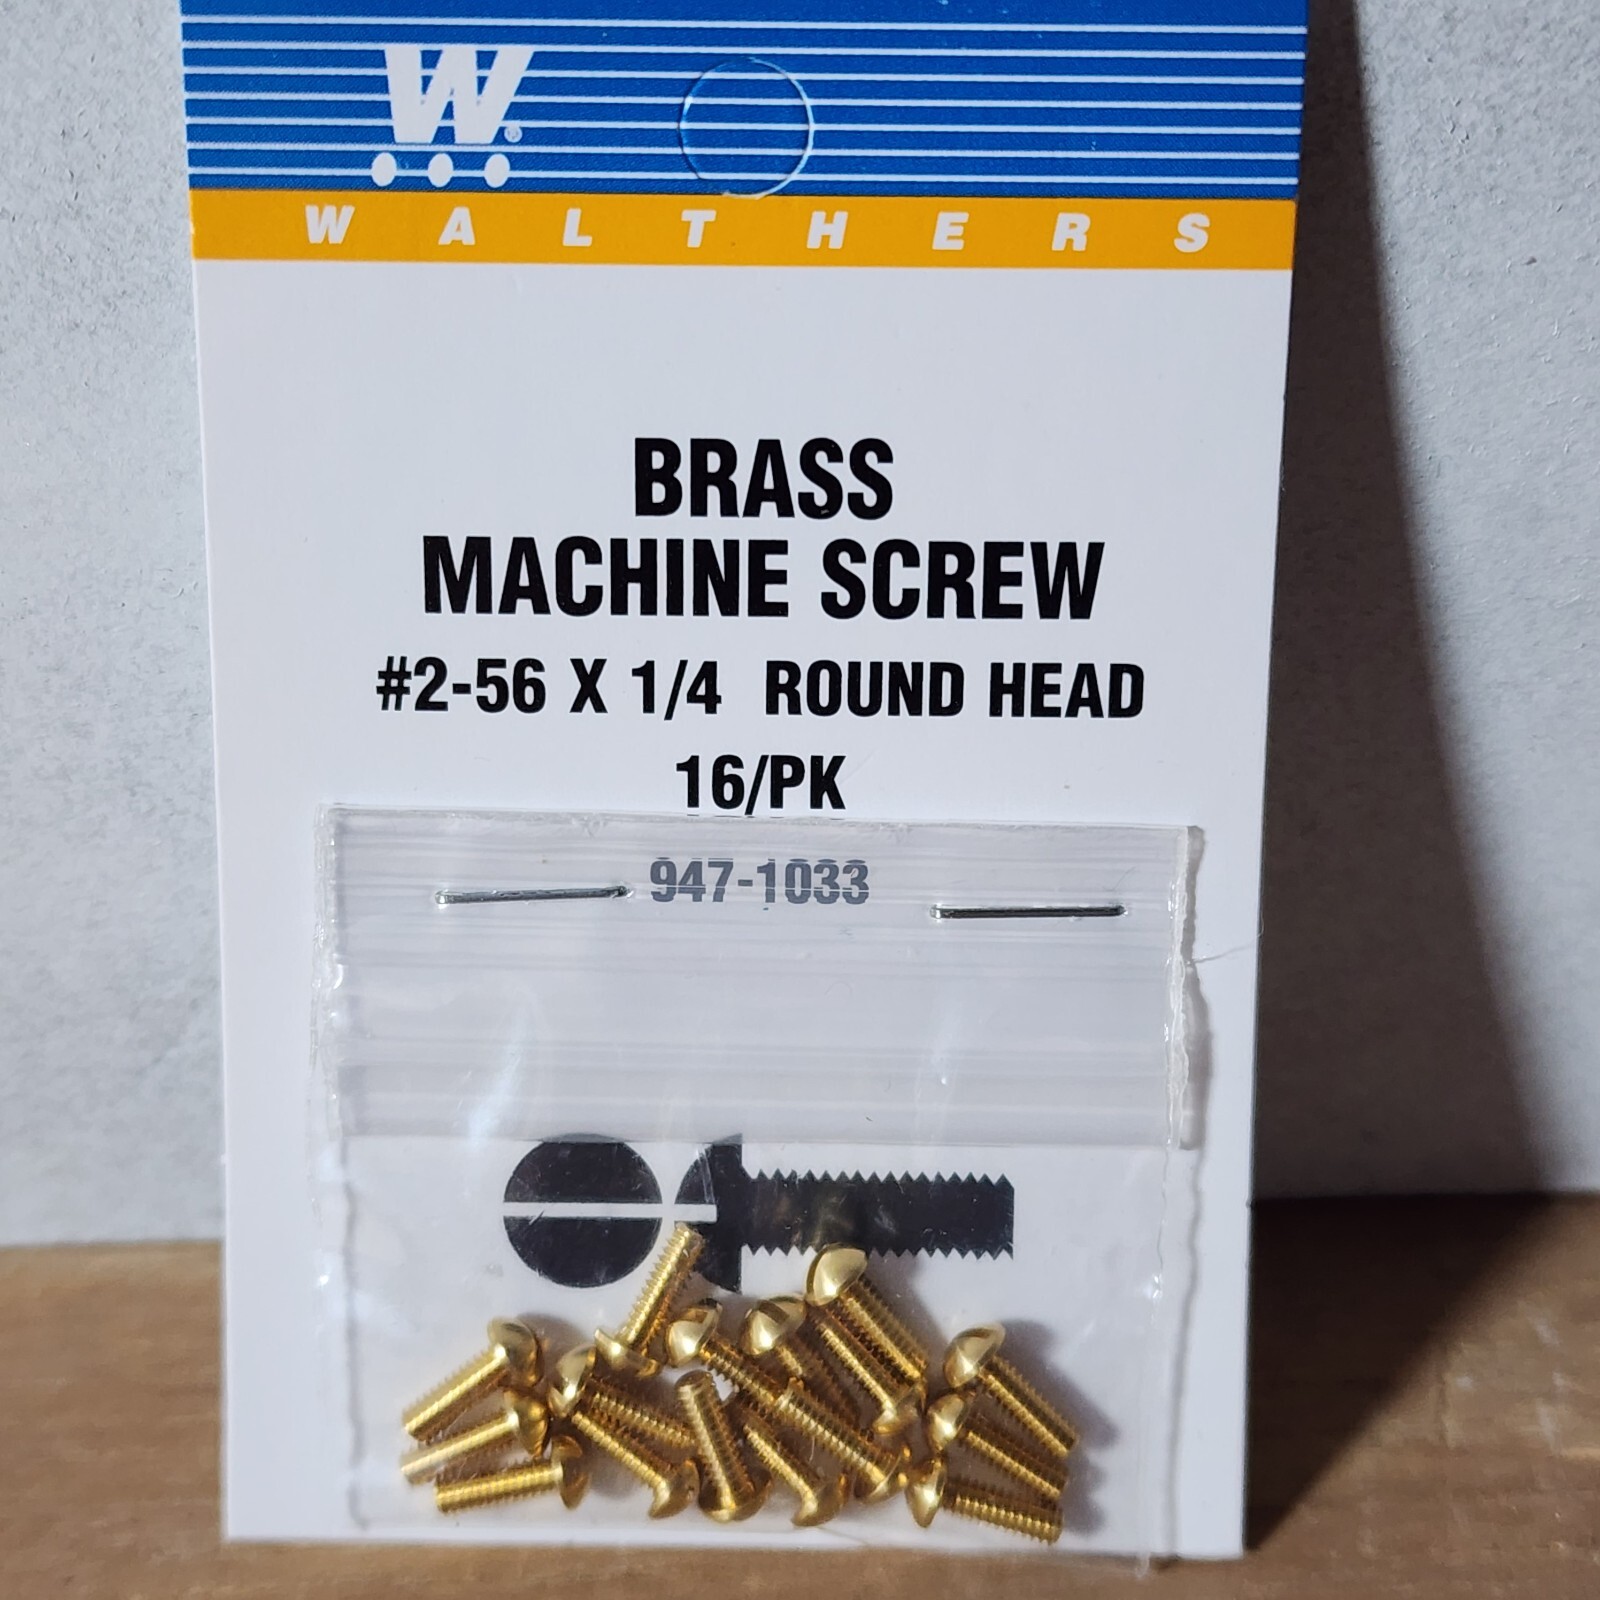 W®
WALTHERS
BRASS
MACHINE SCREW
#2-56 X 1/4 ROUND HEAD
16/PK
947-1033